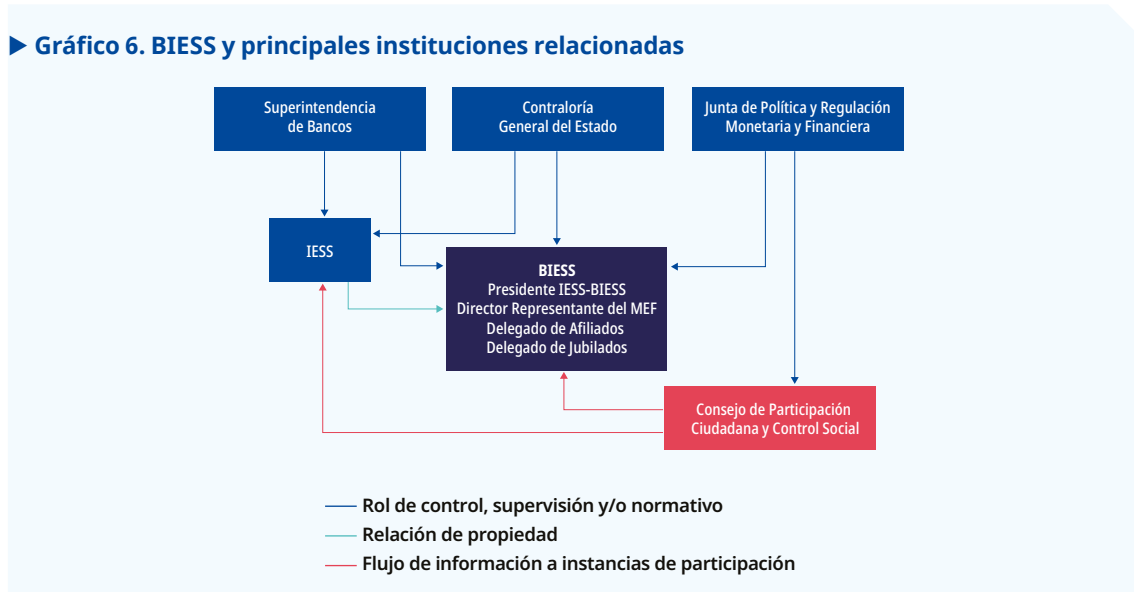 ▶ Gráfico 6. BIESS y principales instituciones relacionadas
Superintendencia
de Bancos
Contraloría
General del Estado
Junta de Política y Regulación
Monetaria y Financiera
IESS
BIESS
Presidente IESS-BIESS
Director Representante del MEF
Delegado de Afiliados
Delegado de Jubilados
Consejo de Participación
Ciudadana y Control Social
Rol de control, supervisión y/o normativo
Relación de propiedad
Flujo de información a instancias de participación